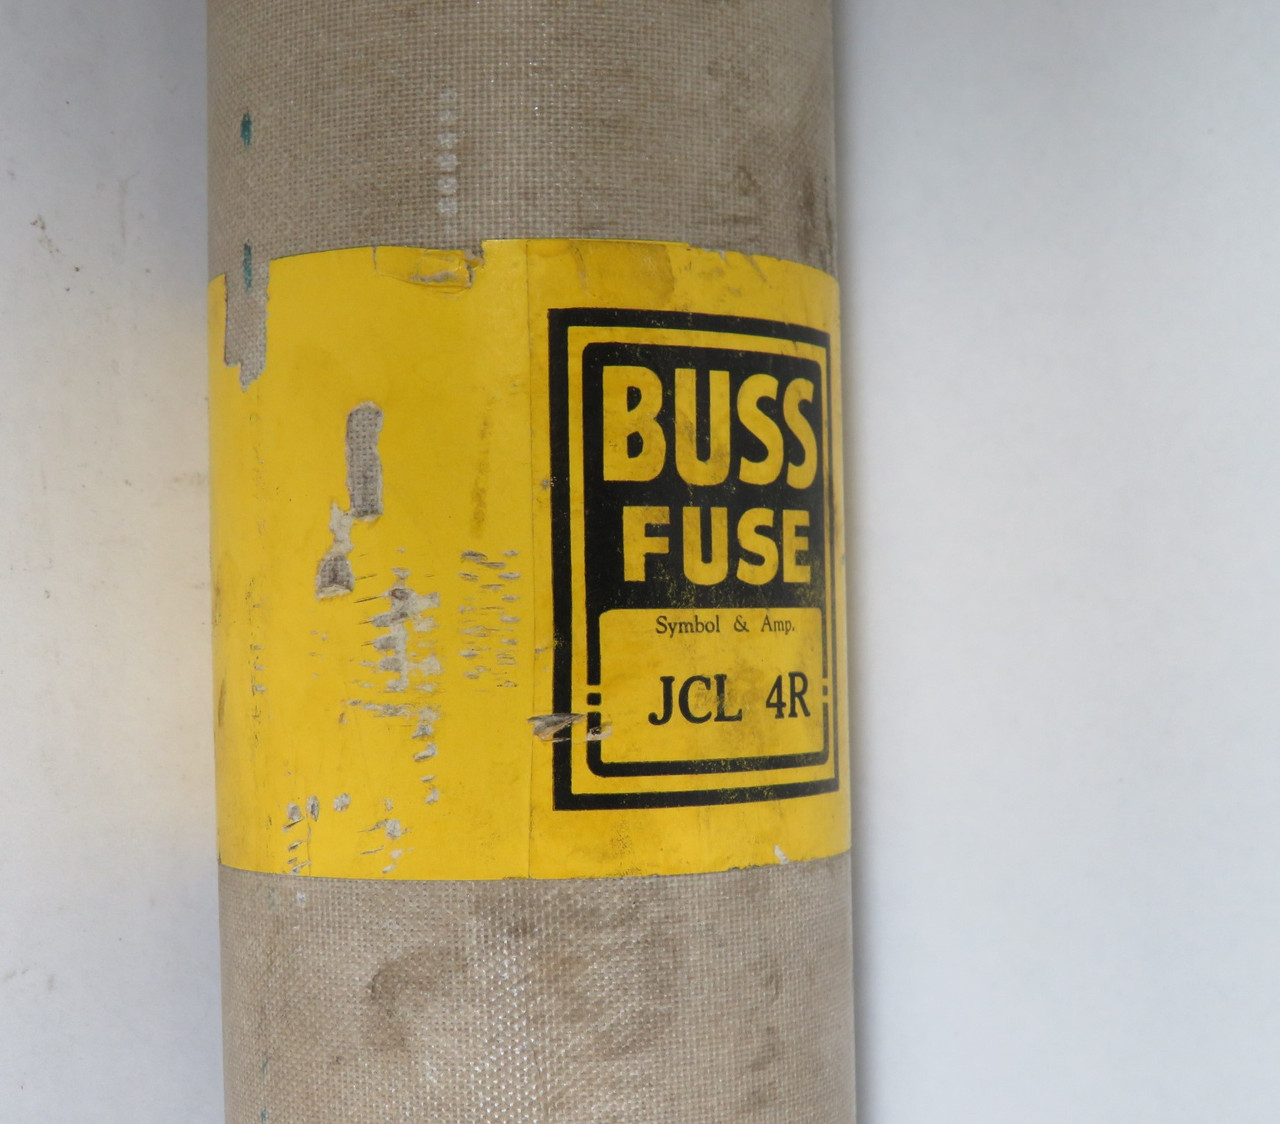 BUSS
FUSE
Symbol & Amp.
JCL 4R